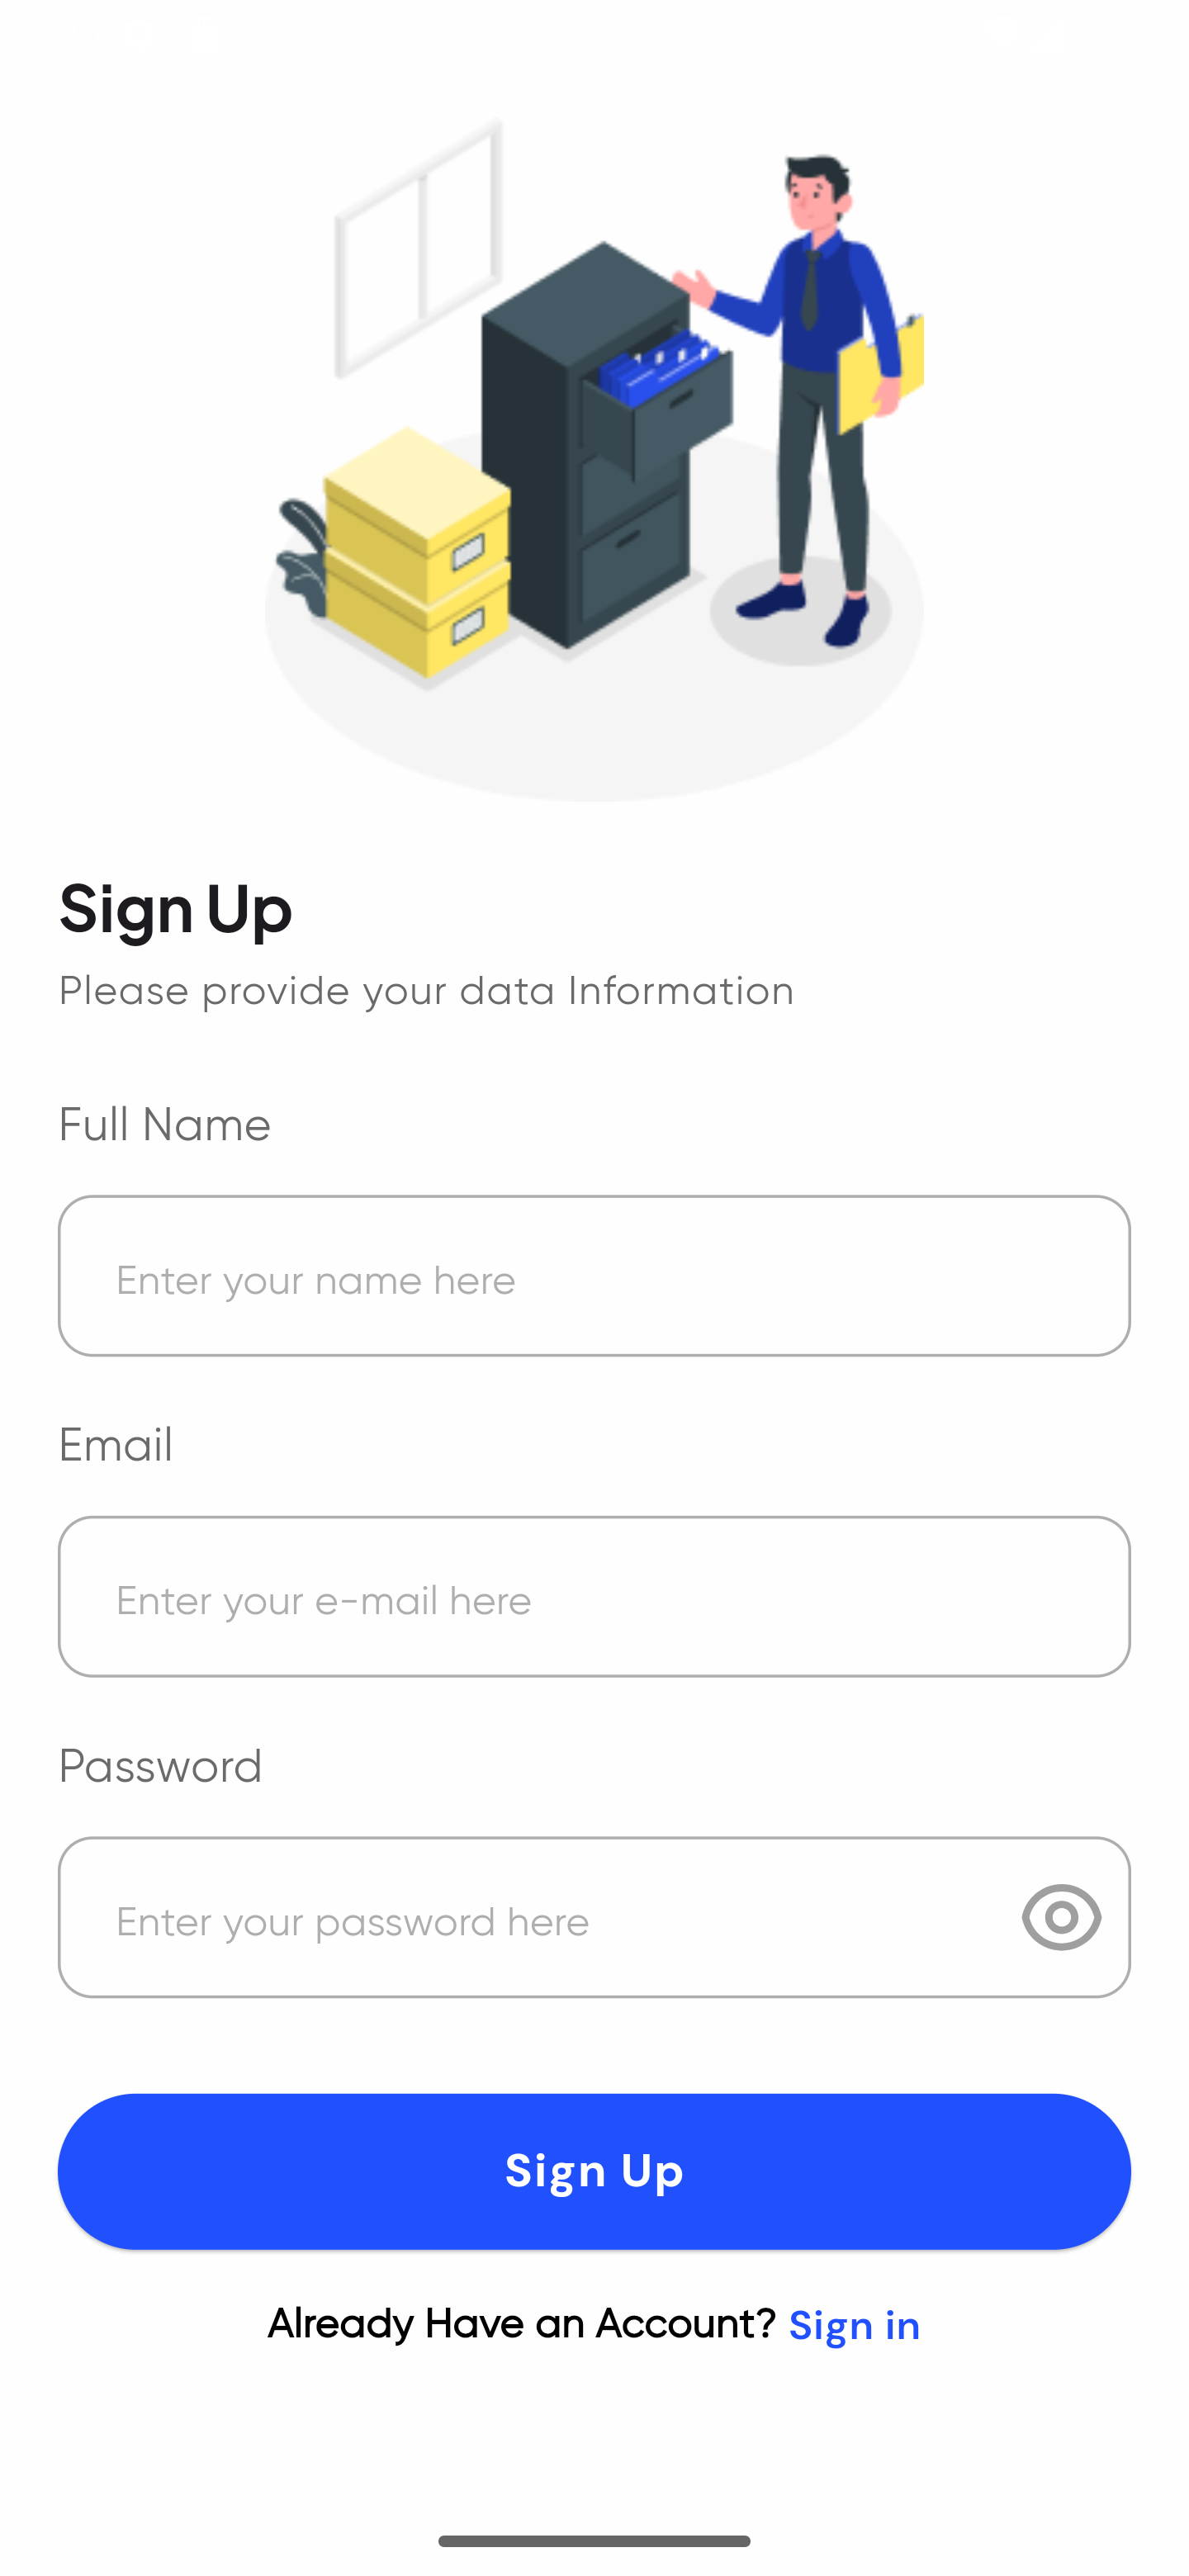 Sign Up
Please provide your data Information
Full Name
Enter your name here
Email
Enter your e-mail here
Password
Enter your password here
Sign Up
Already Have an Account? Sign in